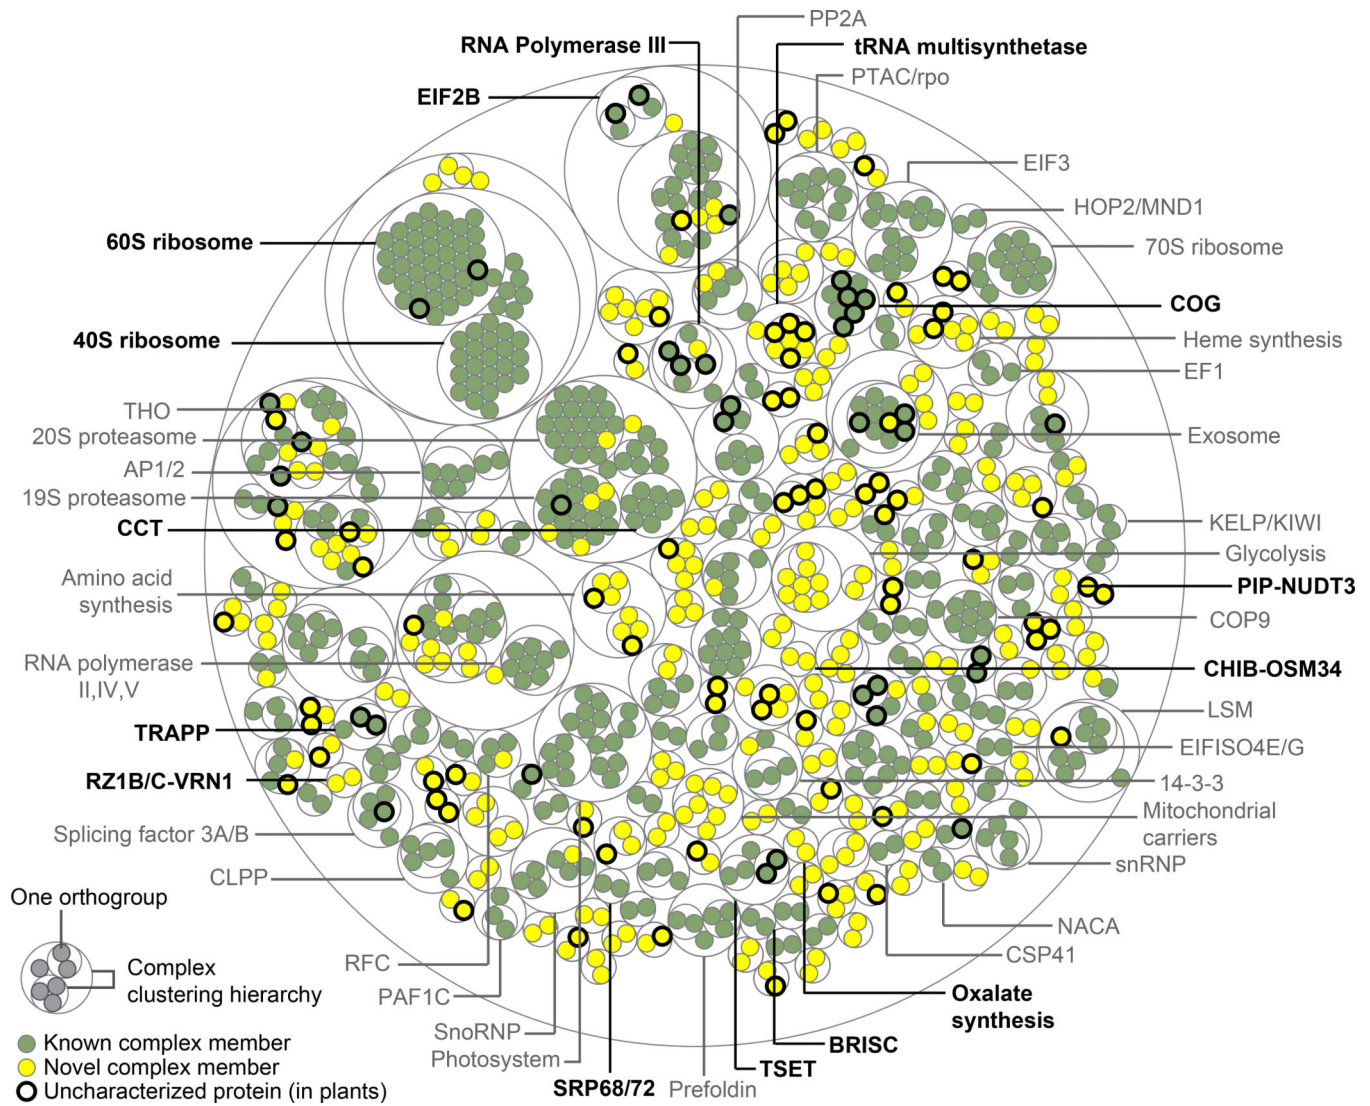 PP2A
RNA Polymerase III
tRNA multisynthetase
PTAC/rpo
EIF2B
EIF3
HOP2/MND1
60S ribosome
70S ribosome
COG
40S ribosome
Heme synthesis
EF1
THO
20S proteasome
Exosome
AP1/2
19S proteasome
CCT
KELP/KIWI
Glycolysis
Amino acid
synthesis
PIP-NUDT3
COP9
RNA polymerase
II,IV,V
CHIB-OSM34
LSM
TRAPP
EIFISO4E/G
RZ1B/C-VRN1
14-3-3
Mitochondrial
carriers
Splicing factor 3A/B
snRNP
CLPP
One orthogroup
NACA
CSP41
Complex
clustering hierarchy
RFC
PAF1C
Oxalate
synthesis
SnoRNP
Known complex member
BRISC
Photosystem
Novel complex member
TSET
SRP68/72
Prefoldin
Uncharacterized protein (in plants)